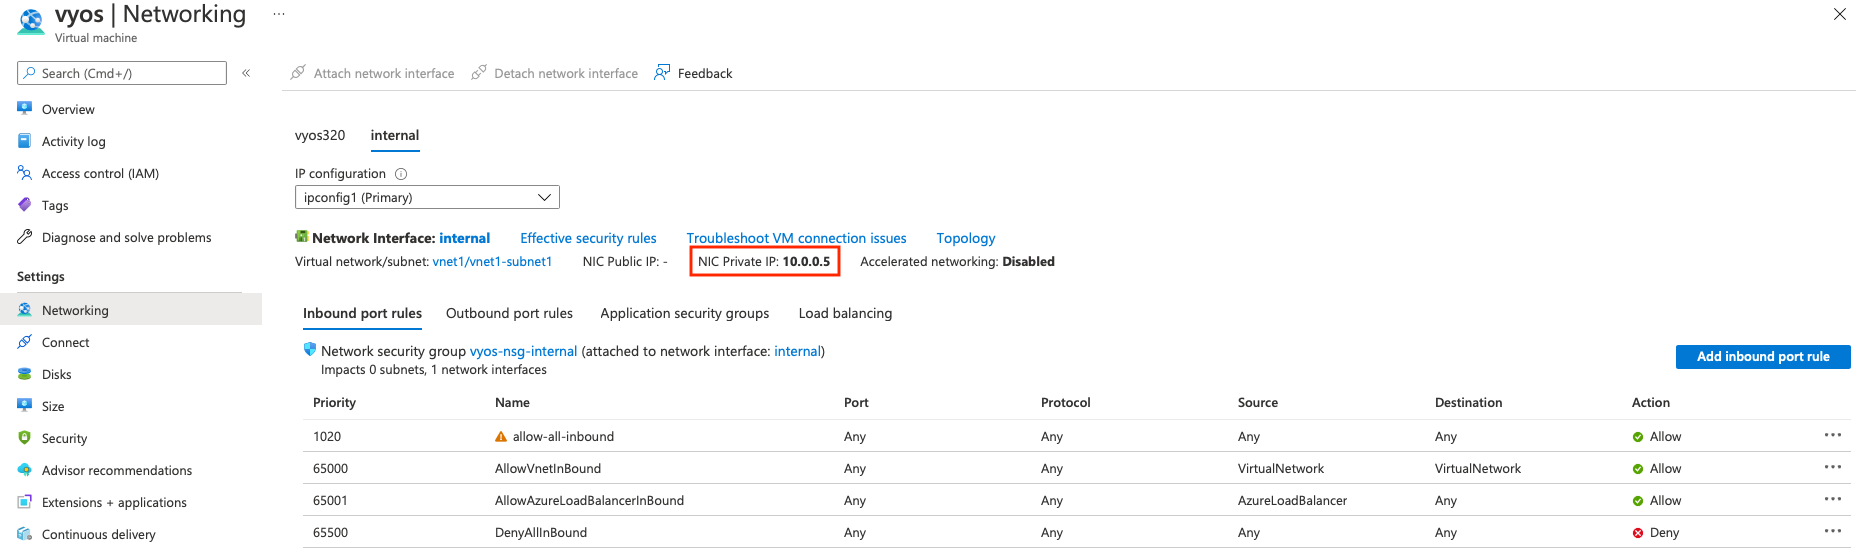 vyos | Networking ...
Virtual machine
Search (Cmd+/)
Overview
Activity log
Access control (IAM)
Tags
Diagnose and solve problems
Settings
Networking
Connect
Disks
Size
Security
Advisor recommendations
Extensions + applications
Continuous delivery
Attach network interface Detach network interface Feedback
vyos320 internal
IP configuration
ipconfig1 (Primary)
Network Interface: internal Effective security rules Troubleshoot VM connection issues Topology
Virtual network/subnet: vnet1/vnet1-subnet1 NIC Public IP: - NIC Private IP: 10.0.0.5 Accelerated networking: Disabled
Inbound port rules Outbound port rules Application security groups Load balancing
Network security group vyos-nsg-internal (attached to network interface: internal)
Impacts 0 subnets, 1 network interfaces
Add inbound port rule
Priority Name Port Protocol Source Destination Action
1020 allow-all-inbound Any Any Any Any Allow
65000 AllowVnetInBound Any Any VirtualNetwork VirtualNetwork Allow
65001 AllowAzureLoadBalancerInBound Any Any AzureLoadBalancer Any Allow
65500 DenyAllInBound Any Any Any Any Deny